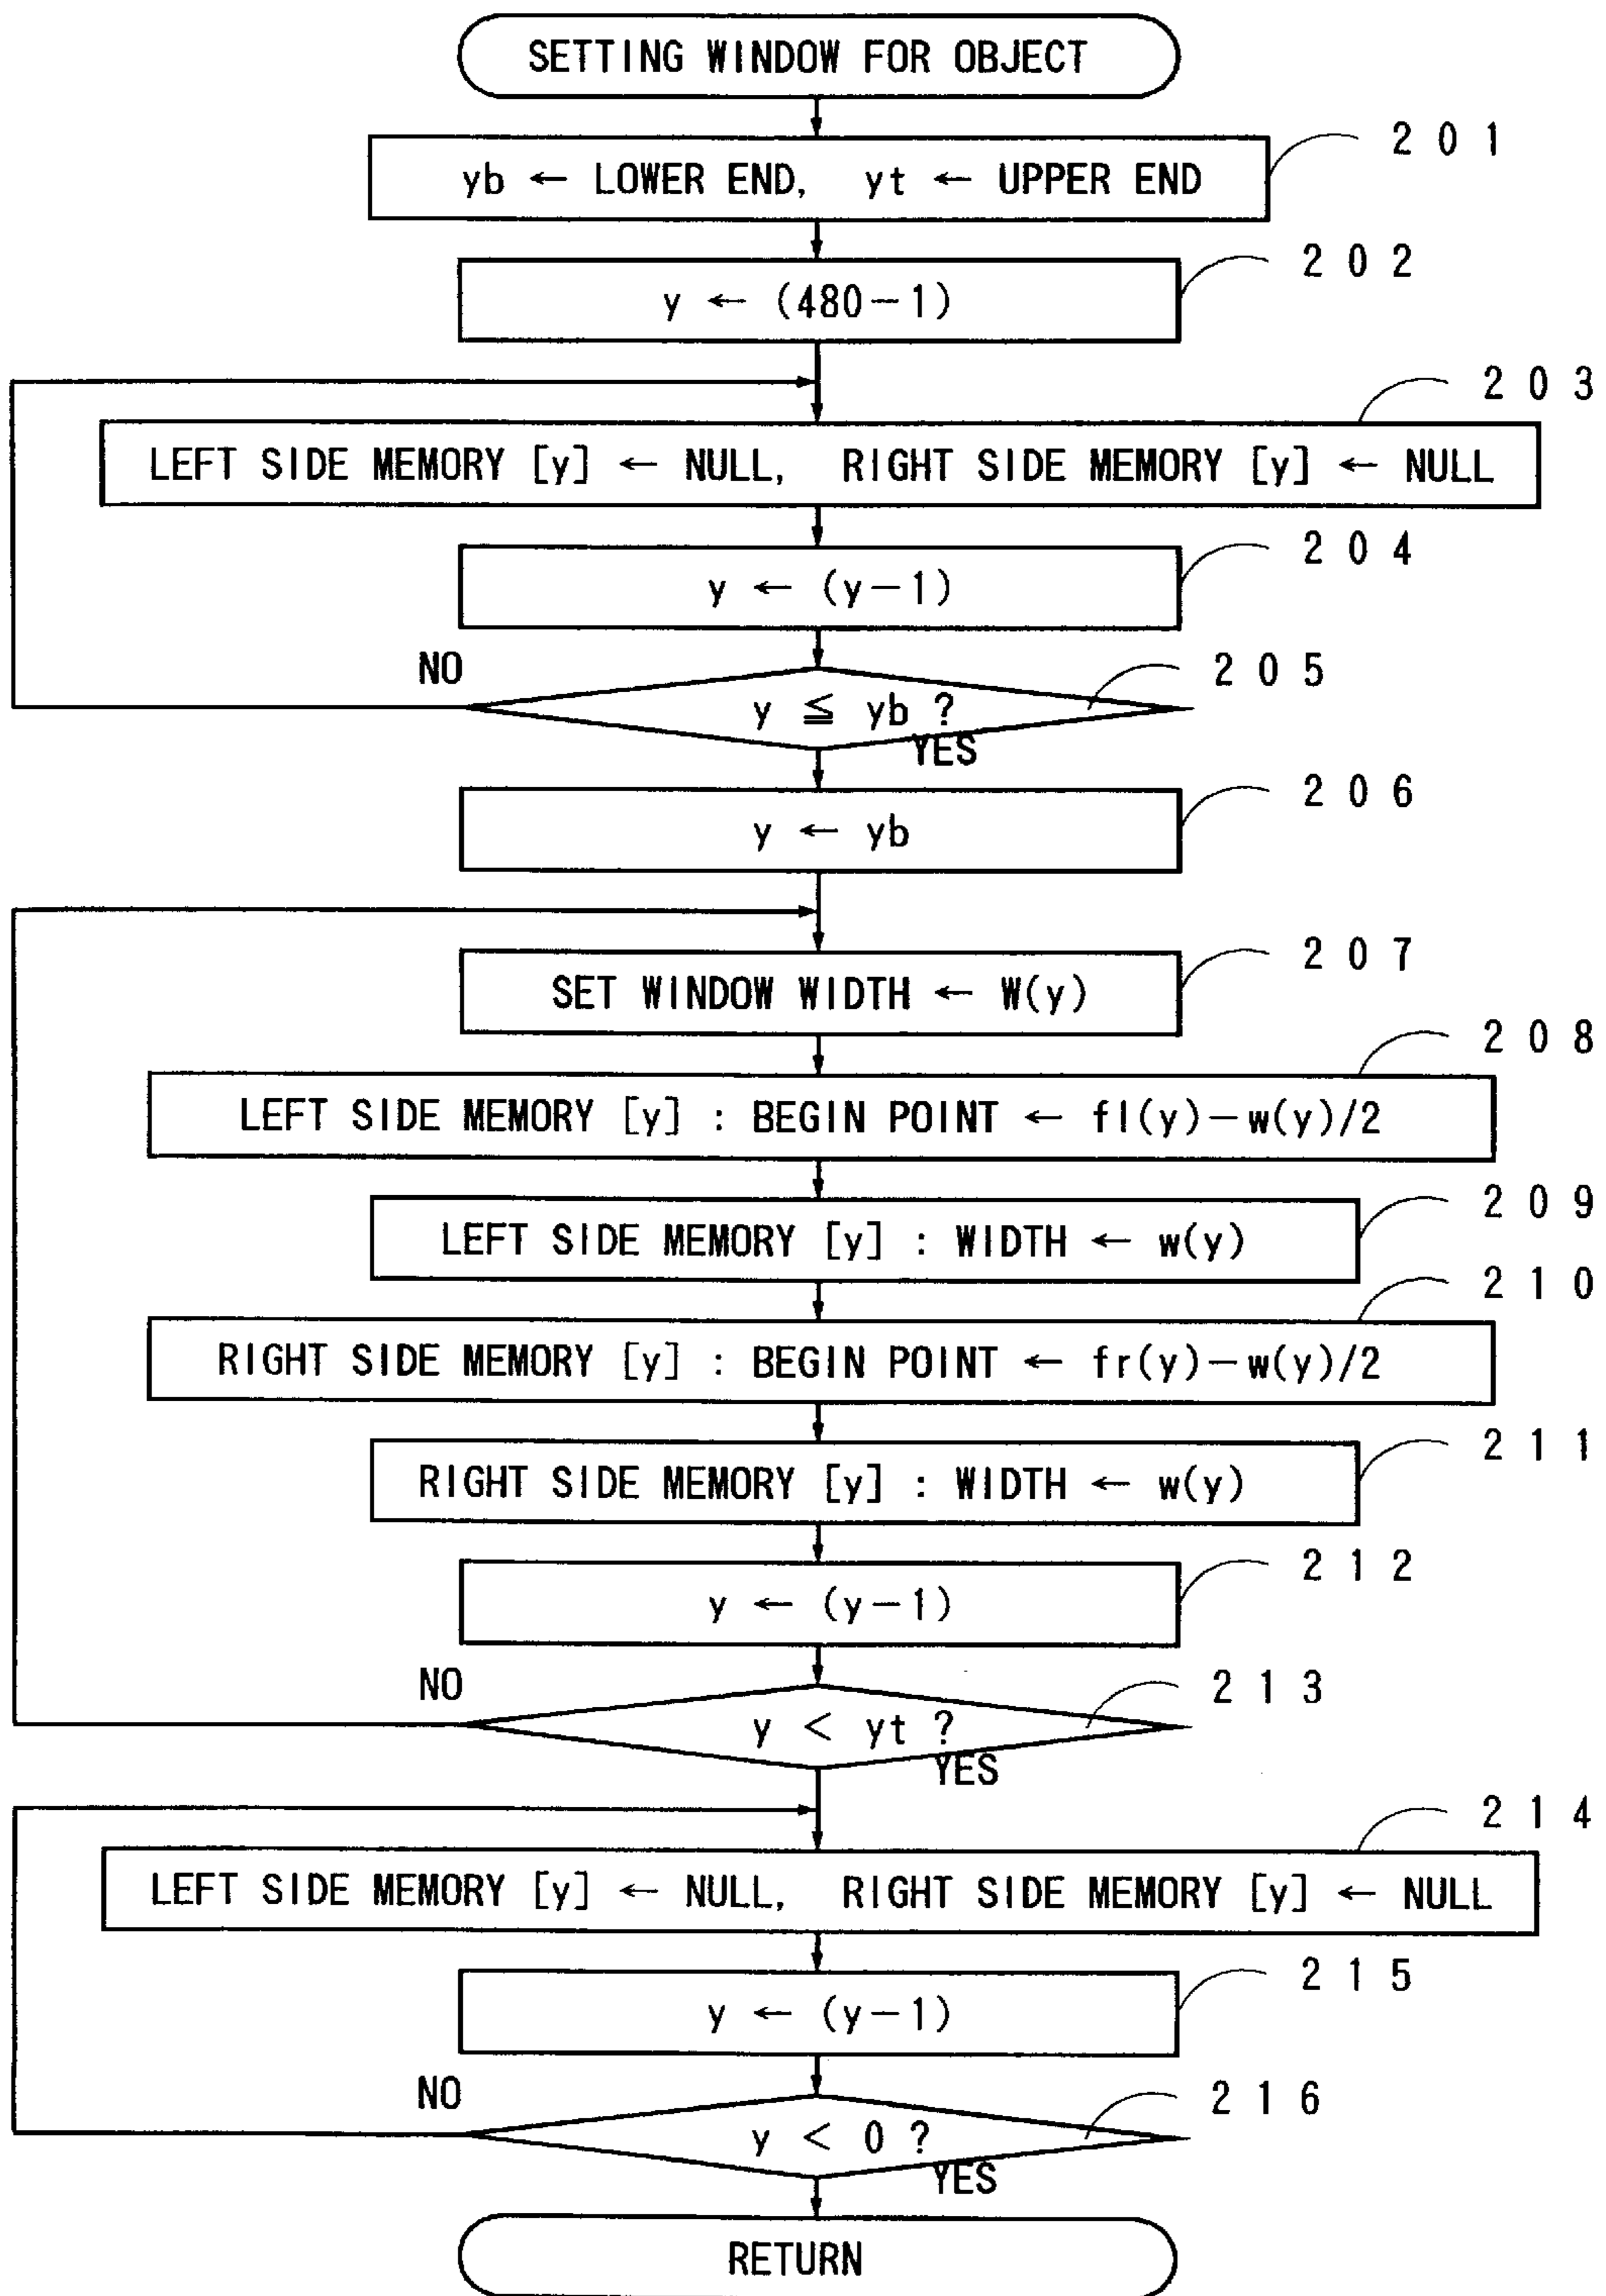 SETTING WINDOW FOR OBJECT
201
yb ← LOWER END, yt ← UPPER END
202
y ← (480-1)
203
LEFT SIDE MEMORY [y] ← NULL, RIGHT SIDE MEMORY [y] ← NULL
204
y ← (y-1)
NO
205
y ≦ yb ?
YES
206
y ← yb
207
SET WINDOW WIDTH ← W(y)
208
LEFT SIDE MEMORY [y] : BEGIN POINT ← fl(y)-w(y)/2
209
LEFT SIDE MEMORY [y] : WIDTH ← w(y)
210
RIGHT SIDE MEMORY [y] : BEGIN POINT ← fr(y)-w(y)/2
211
RIGHT SIDE MEMORY [y] : WIDTH ← w(y)
212
y ← (y-1)
NO
213
y < yt ?
YES
214
LEFT SIDE MEMORY [y] ← NULL, RIGHT SIDE MEMORY [y] ← NULL
215
y ← (y-1)
NO
216
y < 0 ?
YES
RETURN